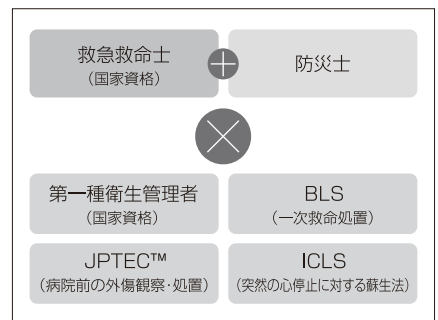 救急救命士
(国家資格)
防災士
第一種衛生管理者
(国家資格)
BLS
(一次救命処置)
JPTEC™
(病院前の外傷観察・処置)
ICLS
(突然の心停止に対する蘇生法)